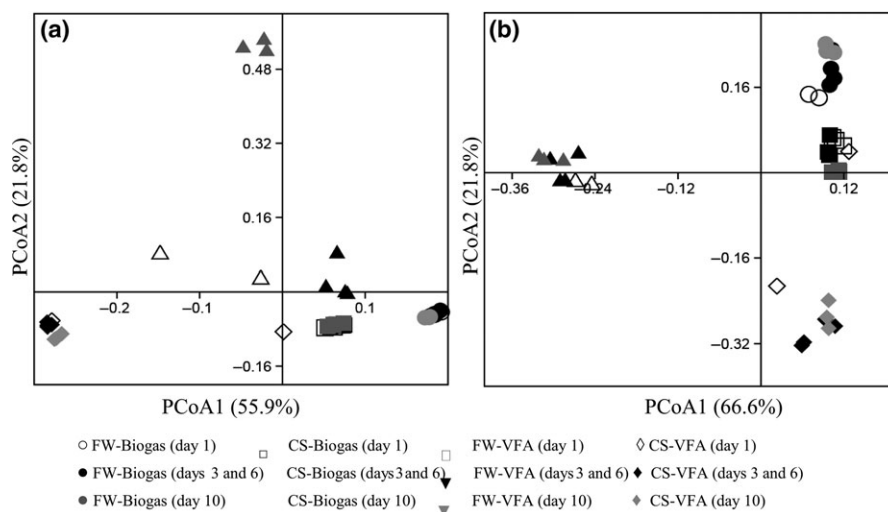 (a)
0.48
0.32
0.16
−0.2
−0.1
0.1
−0.16
PCoA2 (21.8%)
PCoA1 (55.9%)
(b)
0.16
−0.36
−0.24
−0.12
0.12
−0.16
−0.32
PCoA2 (21.8%)
PCoA1 (66.6%)
FW-Biogas (day 1) CS-Biogas (day 1) FW-VFA (day 1) CS-VFA (day 1)
FW-Biogas (days 3 and 6) CS-Biogas (days3 and 6) FW-VFA (days3 and 6) CS-VFA (days 3 and 6)
FW-Biogas (day 10) CS-Biogas (day 10) FW-VFA (day 10) CS-VFA (day 10)